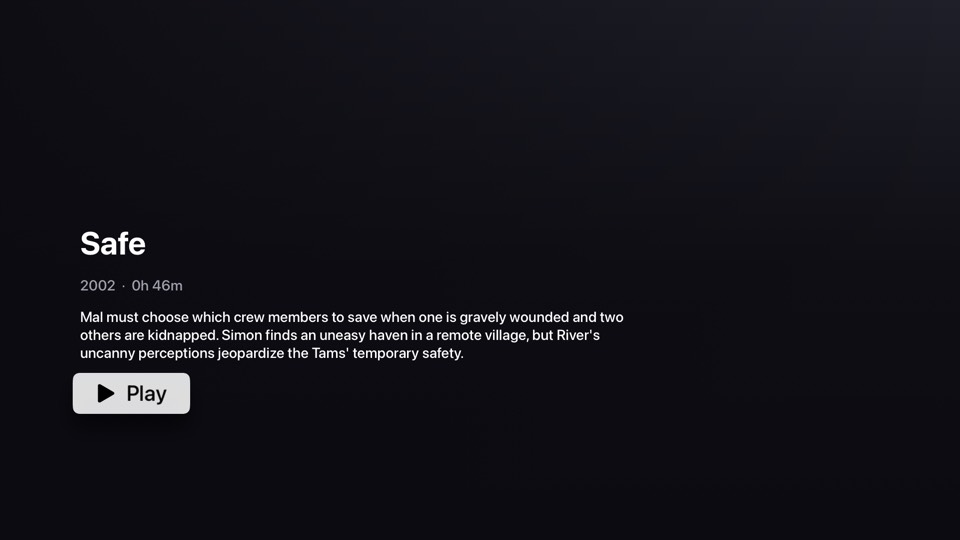 Safe
2002 · 0h 46m
Mal must choose which crew members to save when one is gravely wounded and two
others are kidnapped. Simon finds an uneasy haven in a remote village, but River's
uncanny perceptions jeopardize the Tams' temporary safety.
Play